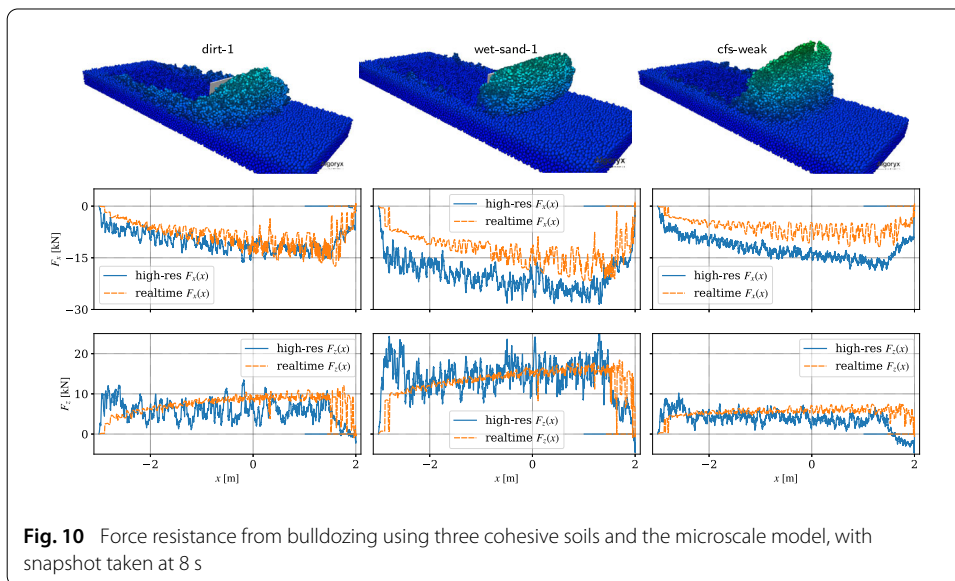 dirt-1
wet-sand-1
cfs-weak
algoryx
algoryx
algoryx
0
−15
−30
F_x [kN]
high-res F_x(x)
realtime F_x(x)
high-res F_x(x)
realtime F_x(x)
high-res F_x(x)
realtime F_x(x)
20
10
0
F_z [kN]
high-res F_z(x)
realtime F_z(x)
high-res F_z(x)
realtime F_z(x)
high-res F_z(x)
realtime F_z(x)
−2 0 2
−2 0 2
−2 0 2
x [m]
x [m]
x [m]
Fig. 10 Force resistance from bulldozing using three cohesive soils and the microscale model, with
snapshot taken at 8 s